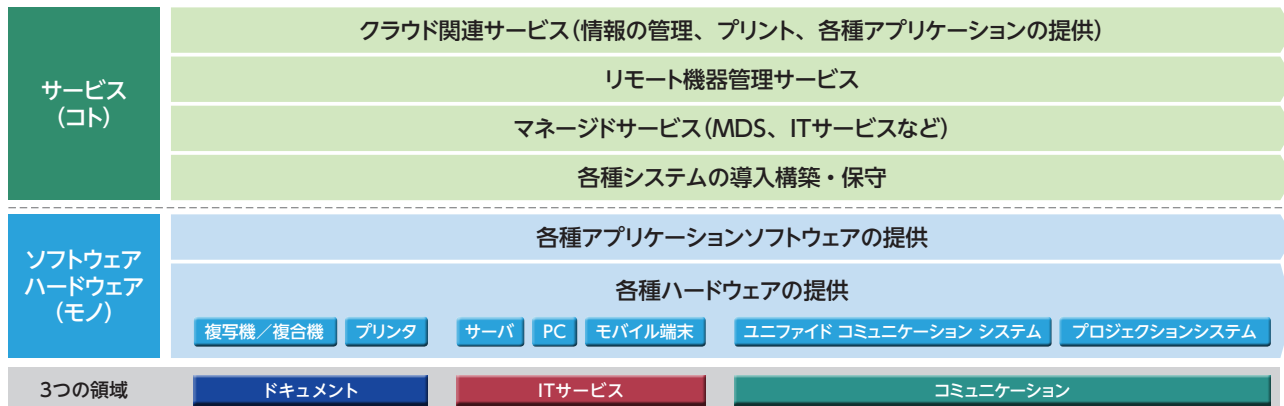 サービス
(コト)
クラウド関連サービス(情報の管理、プリント、各種アプリケーションの提供)
リモート機器管理サービス
マネージドサービス(MDS、ITサービスなど)
各種システムの導入構築・保守
ソフトウェア
ハードウェア
(モノ)
各種アプリケーションソフトウェアの提供
各種ハードウェアの提供
複写機／複合機 プリンタ サーバ PC モバイル端末 ユニファイド コミュニケーション システム プロジェクションシステム
3つの領域 ドキュメント ITサービス コミュニケーション